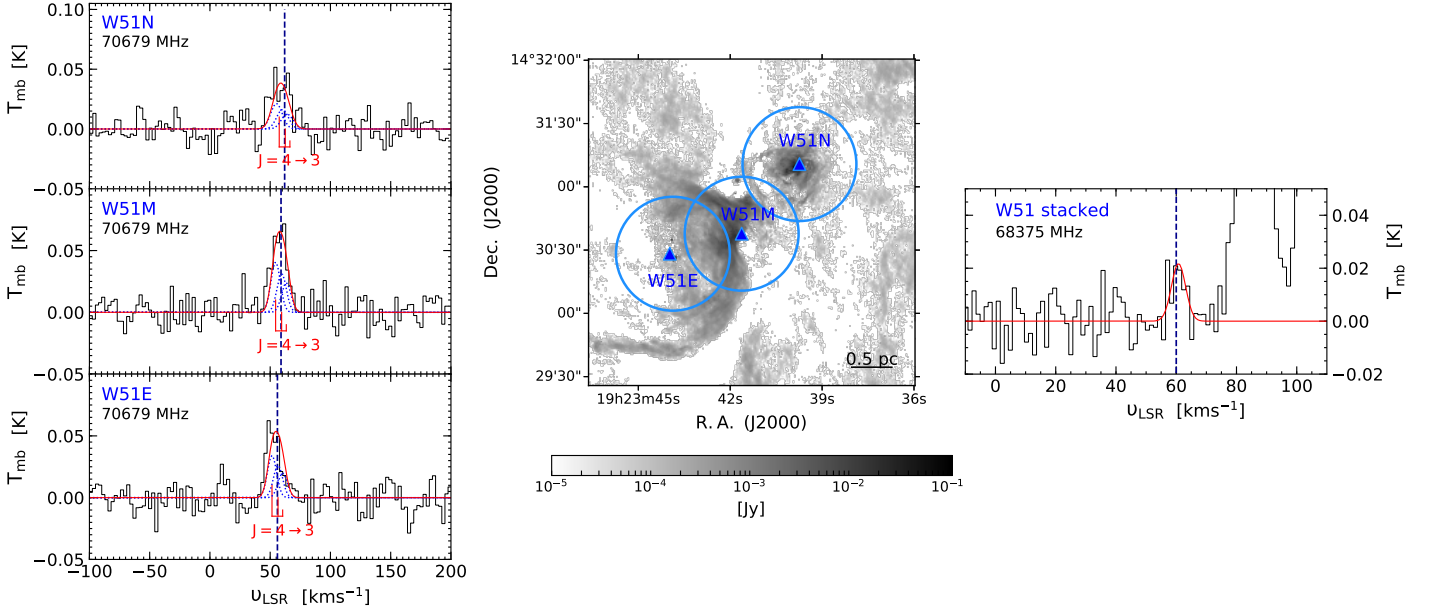 0.10
W51N
70679 MHz
0.05
T_mb [K]
0.00
J = 4 → 3
−0.05
W51M
70679 MHz
0.05
T_mb [K]
0.00
J = 4 → 3
−0.05
W51E
70679 MHz
0.05
T_mb [K]
0.00
J = 4 → 3
−0.05
−100 −50 0 50 100 150 200
υ_LSR [kms⁻¹]
14°32'00"
31'30"
00"
30'30"
00"
29'30"
Dec. (J2000)
W51N
W51M
W51E
0.5 pc
19h23m45s 42s 39s 36s
R. A. (J2000)
10⁻⁵ 10⁻⁴ 10⁻³ 10⁻² 10⁻¹
[Jy]
W51 stacked
68375 MHz
0.04
0.02
0.00
−0.02
T_mb [K]
0 20 40 60 80 100
υ_LSR [kms⁻¹]